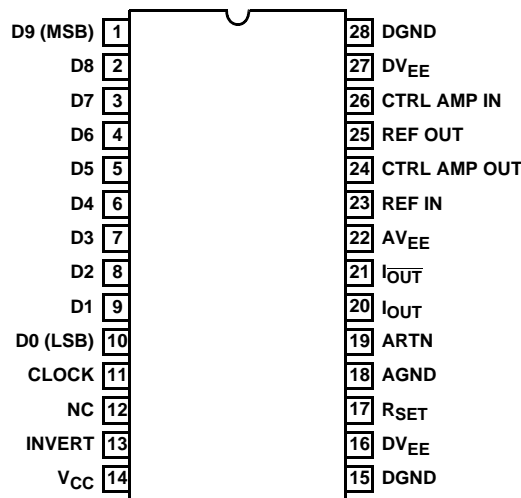 D9 (MSB) 1 28 DGND
D8 2 27 DVEE
D7 3 26 CTRL AMP IN
D6 4 25 REF OUT
D5 5 24 CTRL AMP OUT
D4 6 23 REF IN
D3 7 22 AVEE
D2 8 21 IOUT
D1 9 20 IOUT
D0 (LSB) 10 19 ARTN
CLOCK 11 18 AGND
NC 12 17 RSET
INVERT 13 16 DVEE
VCC 14 15 DGND